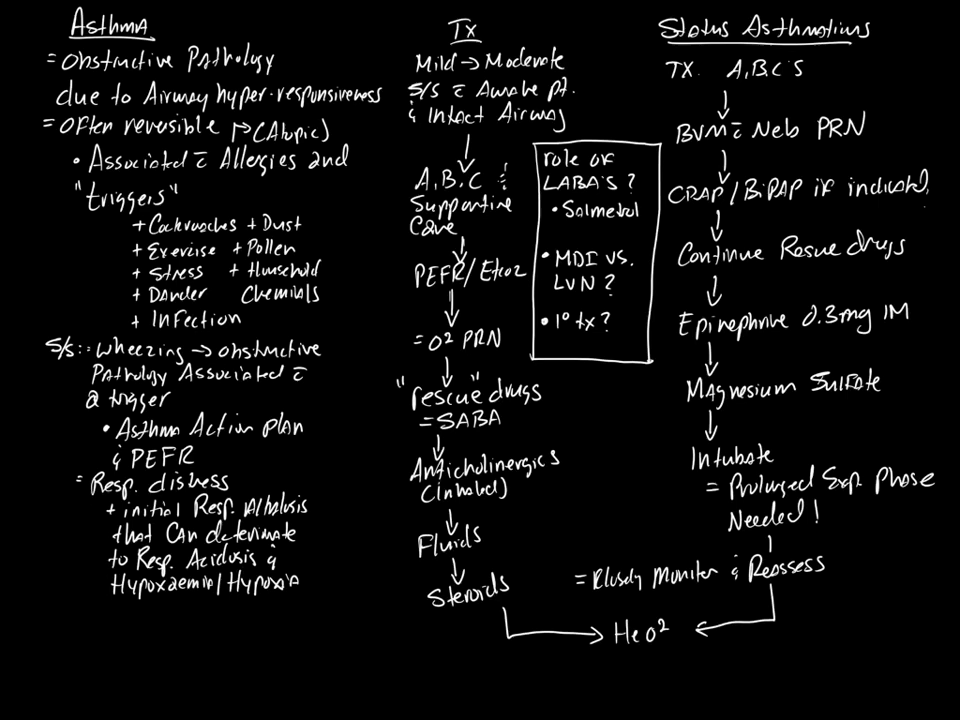 Asthma
= Obstructive Pathology
due to Airway hyper-responsiveness
= Often reversible (Atopic)
• Associated c̄ Allergies and
"triggers"
+ Cockroaches + Dust
+ Exercise + Pollen
+ Stress + Household
+ Dander Chemicals
+ Infection
S/S:= Wheezing → obstructive
Pathology Associated c̄
a trigger
• Asthma Action plan
& PEFR
= Resp. distress
+ initial Resp. Alkalosis
that can deteriorate
to Resp. Acidosis &
Hypoxaemia/Hypoxia
Tx
Mild → Moderate
S/S c̄ Awake pt.
& Intact Airway
A.B.C &
Supportive
Care
PEFR/Etco2
= O² PRN
"rescue" drugs
= SABA
Anticholinergics
(inhaled)
Fluids
Steroids
role of
LABA'S?
• Salmetrol
• MDI vs.
LVN?
• 1° tx?
Status Asthmaticus
TX. A,B.C'S
BVM c̄ Neb PRN
CPAP/BiPAP if indicated,
Continue Rescue drugs
Epinephrine 0.3mg IM
Magnesium Sulfate
Intubate
= Prolonged Exp. Phase
Needed!
= Closely Monitor & Reassess
HeO²